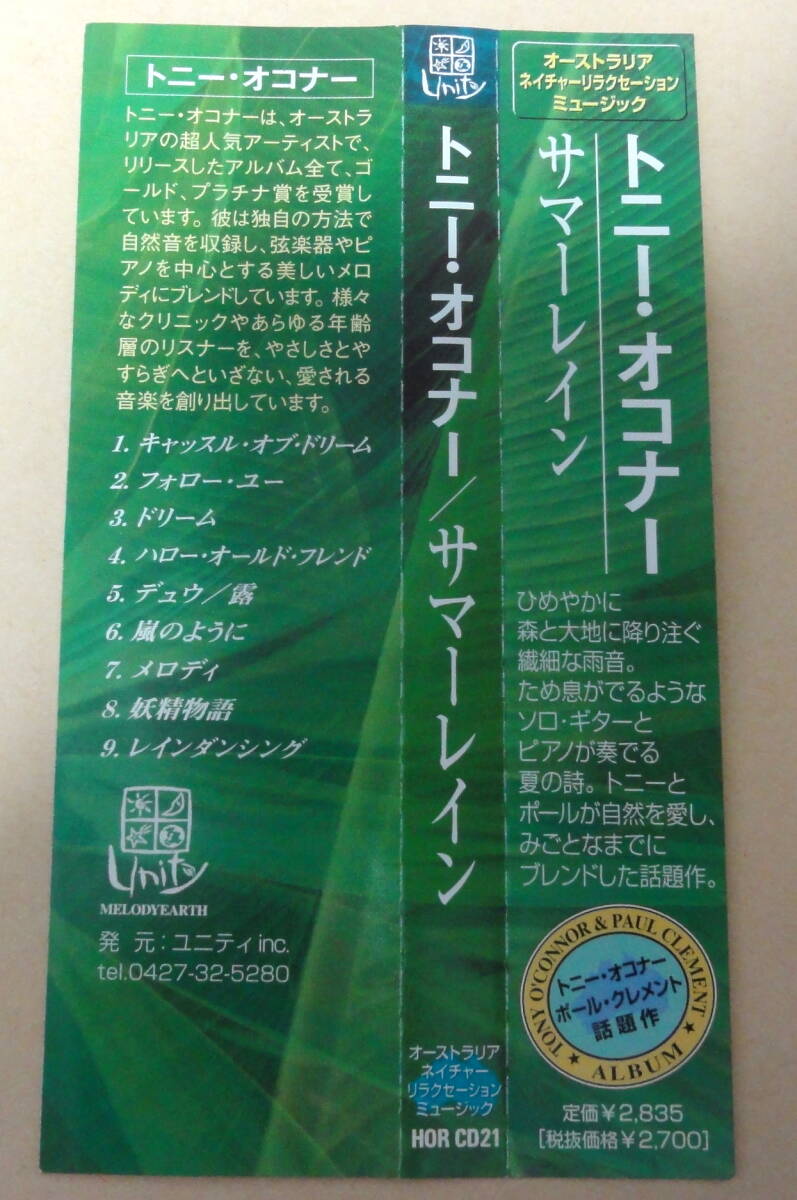 トニー・オコナー
トニー・オコナーは、オーストラ
リアの超人気アーティストで、
リリースしたアルバム全て、ゴ
ールド、プラチナ賞を受賞し
ています。彼は独自の方法で
自然音を収録し、弦楽器やピ
アノを中心とする美しいメロ
ディにブレンドしています。様々
なクリニックやあらゆる年齢
層のリスナーを、やさしさとや
すらぎへといざない、愛される
音楽を創り出しています。
1. キャッスル・オブ・ドリーム
2. フォロー・ユー
3. ドリーム
4. ハロー・オールド・フレンド
5. デュウ／露
6. 嵐のように
7. メロディ
8. 妖精物語
9. レインダンシング
Unity
MELODYEARTH
発 元：ユニティinc.
tel.0427-32-5280
Unity
トニー・オコナー／サマーレイン
オーストラリア
ネイチャー
リラクセーション
ミュージック
HOR CD21
オーストラリア
ネイチャーリラクセーション
ミュージック
トニー・オコナー
サマーレイン
ひめやかに
森と大地に降り注ぐ
繊細な雨音。
ため息がでるような
ソロ・ギターと
ピアノが奏でる
夏の詩。トニーと
ポールが自然を愛し、
みごとなまでに
ブレンドした話題作。
TONY O'CONNOR & PAUL CLEMENT
トニー・オコナー
ポール・クレメント
話題作
★ ALBUM ★
定価￥2,835
[税抜価格￥2,700]